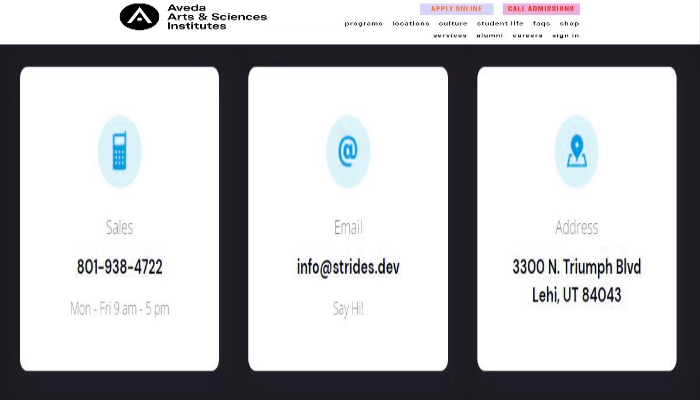 Aveda
Arts & Sciences
Institutes
APPLY ONLINE
CALL ADMISSIONS
programs locations culture student life faqs shop
services alumni careers sign in
Sales
801-938-4722
Mon - Fri 9 am - 5 pm
@
Email
info@strides.dev
Say Hi!
Address
3300 N. Triumph Blvd
Lehi, UT 84043